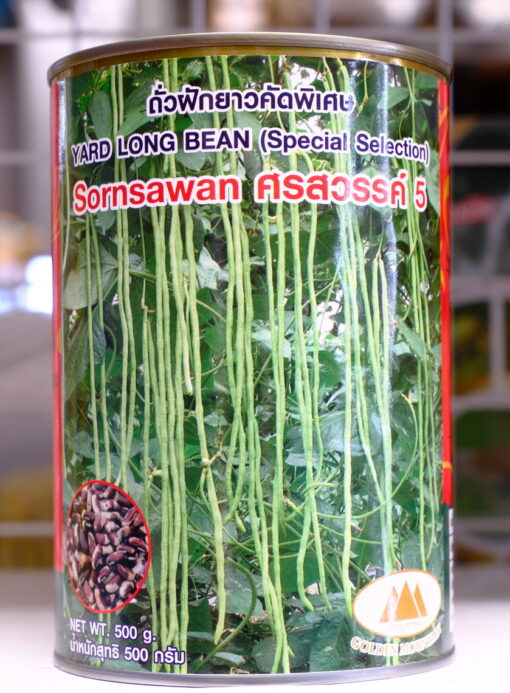 ถั่วฝักยาวคัดพิเศษ
YARD LONG BEAN (Special Selection)
Sornsawan ศรสวรรค์ 5
NET WT. 500 g.
น้ำหนักสุทธิ 500 กรัม
GOLDEN